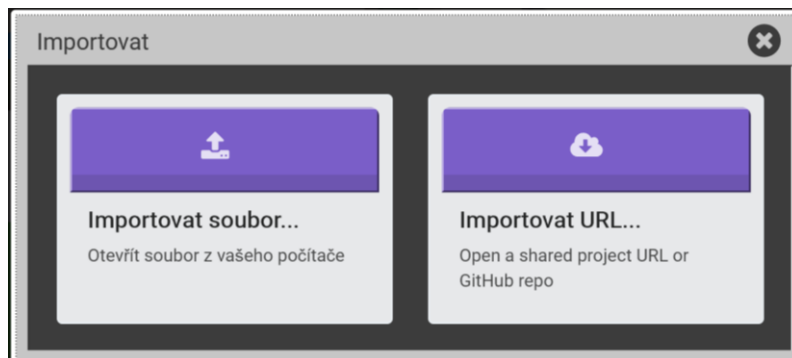 Importovat
Importovat soubor...
Otevřít soubor z vašeho počítače
Importovat URL...
Open a shared project URL or
GitHub repo